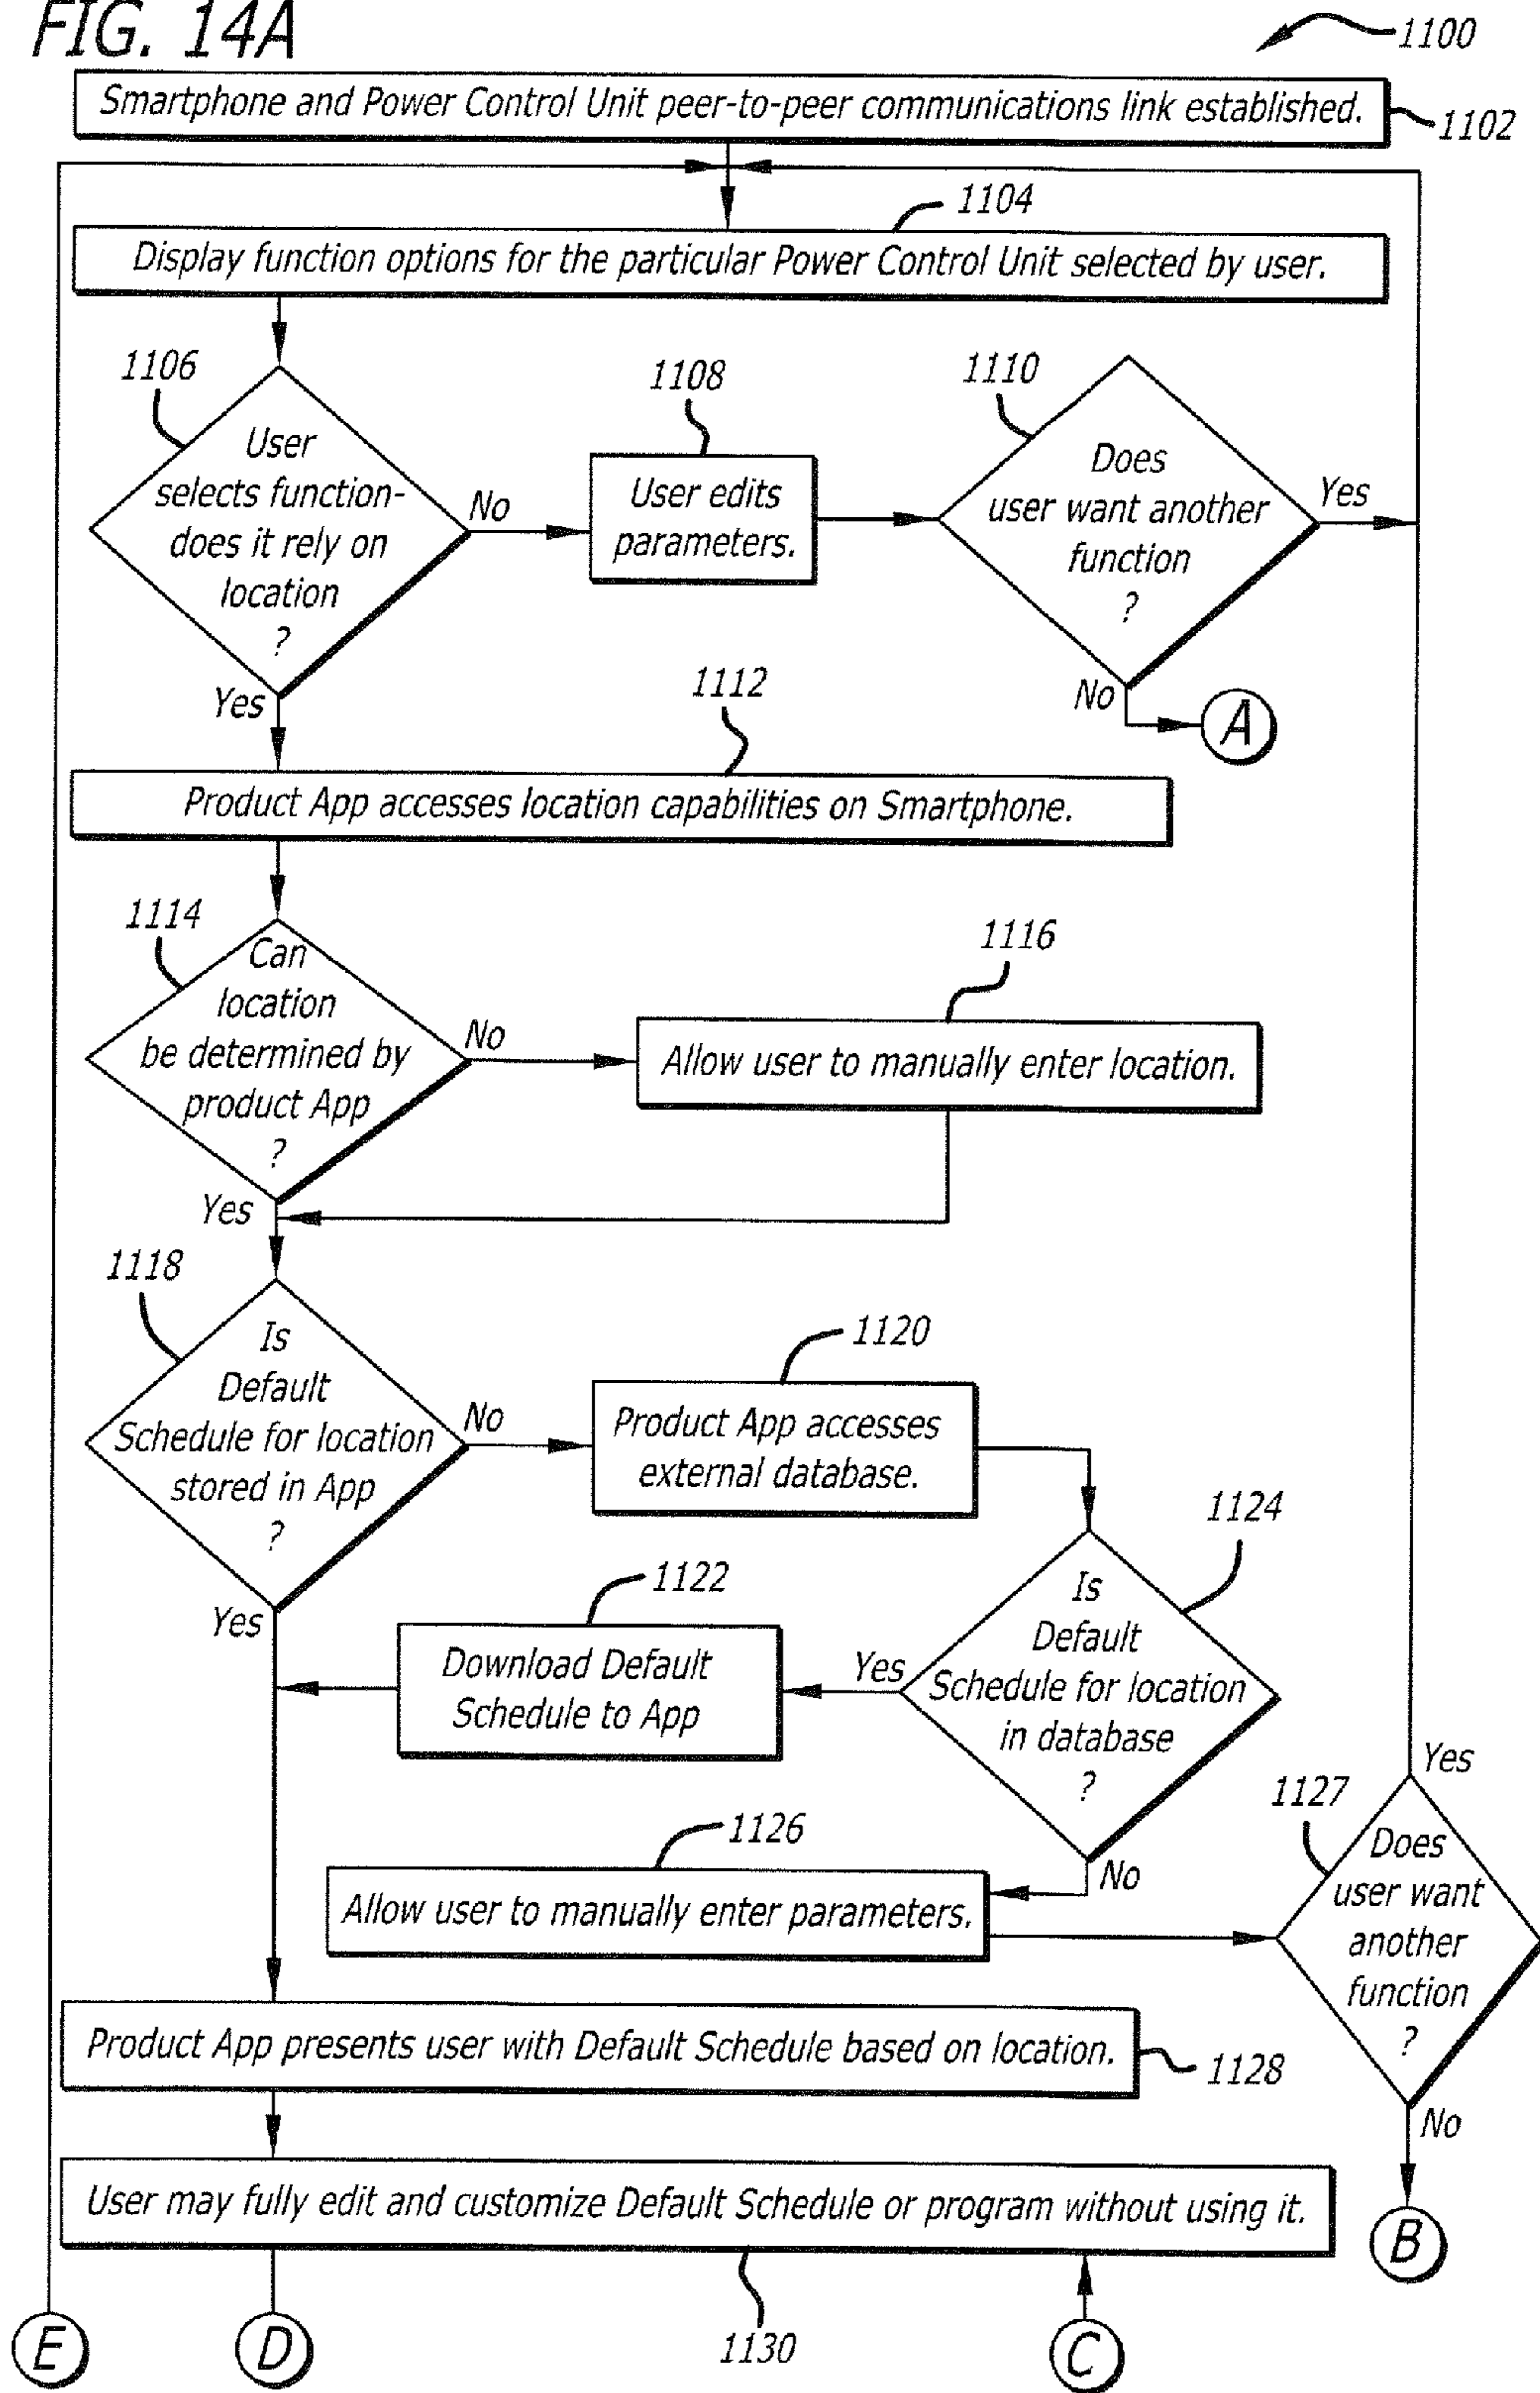 FIG. 14A
1100
Smartphone and Power Control Unit peer-to-peer communications link established.
1102
1104
Display function options for the particular Power Control Unit selected by user.
1106
User
selects function-
does it rely on
location
?
No
Yes
1108
User edits
parameters.
1110
Does
user want another
function
?
Yes
No
A
1112
Product App accesses location capabilities on Smartphone.
1114
Can
location
be determined by
product App
?
No
Yes
1116
Allow user to manually enter location.
1118
Is
Default
Schedule for location
stored in App
?
No
Yes
1120
Product App accesses
external database.
1124
Is
Default
Schedule for location
in database
?
Yes
No
1122
Download Default
Schedule to App
1126
Allow user to manually enter parameters.
1127
Does
user want
another
function
?
Yes
No
B
Product App presents user with Default Schedule based on location.
1128
User may fully edit and customize Default Schedule or program without using it.
1130
E
D
C